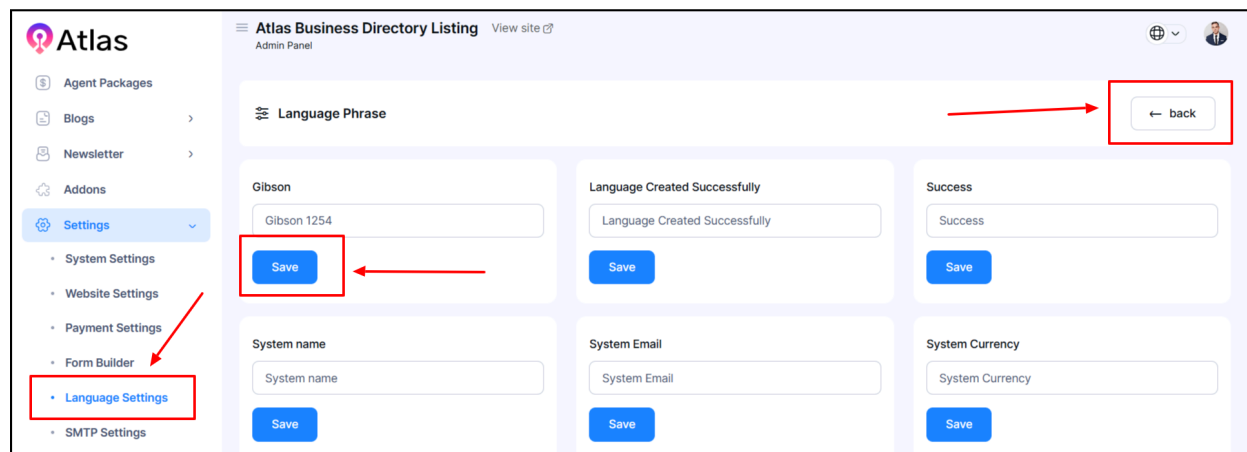 Atlas
Agent Packages
Blogs
Newsletter
Addons
Settings
System Settings
Website Settings
Payment Settings
Form Builder
Language Settings
SMTP Settings
Atlas Business Directory Listing View site
Admin Panel
Language Phrase
← back
Gibson
Gibson 1254
Save
Language Created Successfully
Language Created Successfully
Save
Success
Success
Save
System name
System name
Save
System Email
System Email
Save
System Currency
System Currency
Save